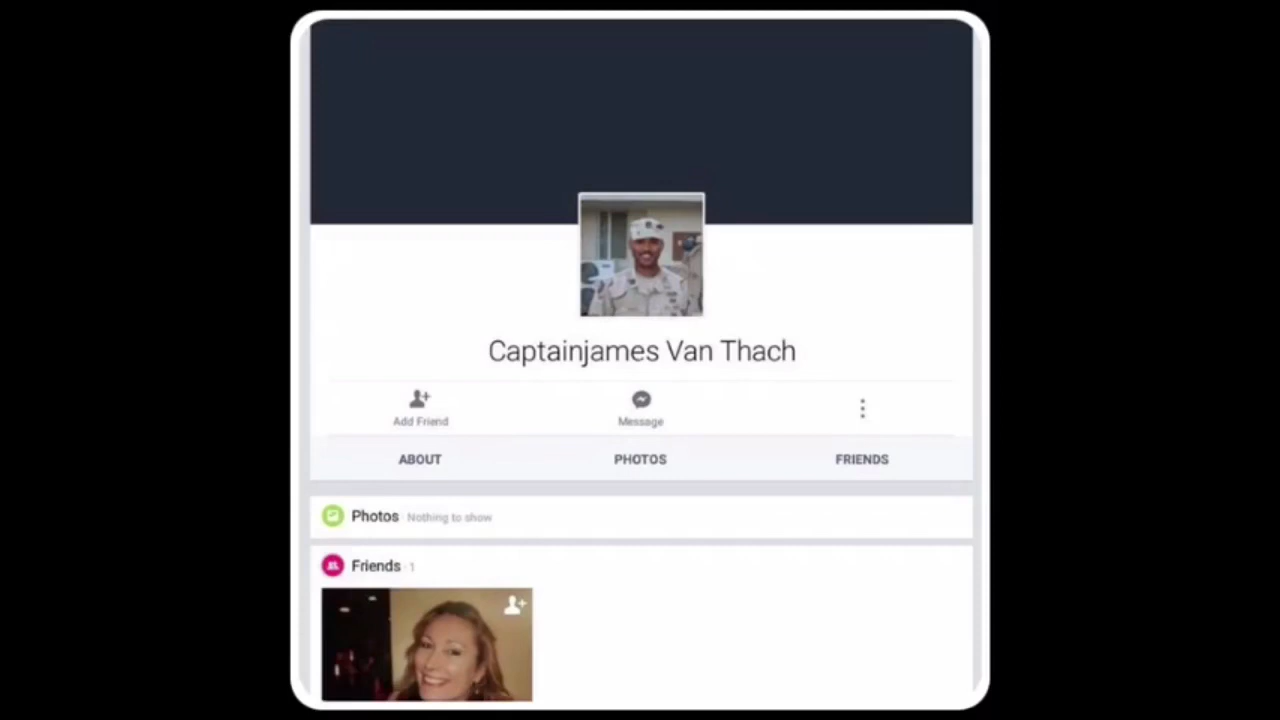 Captainjames Van Thach
Add Friend
Message
ABOUT
PHOTOS
FRIENDS
Photos · Nothing to show
Friends · 1